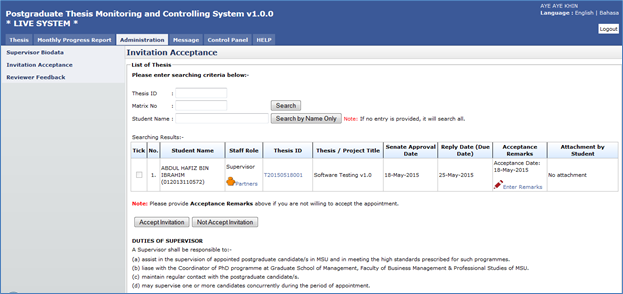 AYE AYE KHIN
Postgraduate Thesis Monitoring and Controlling System v1.0.0
Language : English | Bahasa
* LIVE SYSTEM *
Logout
Thesis Monthly Progress Report Administration Message Control Panel HELP
Supervisor Biodata
Invitation Acceptance
Reviewer Feedback
Invitation Acceptance
List of Thesis
Please enter searching criteria below:-
Thesis ID :
Matrix No : Search
Student Name : Search by Name Only Note: If no entry is provided, it will search all.
Searching Results:-
Tick No. Student Name Staff Role Thesis ID Thesis / Project Title Senate Approval Date Reply Date (Due Date) Acceptance Remarks Attachment by Student
1. ABDUL HAFIZ BIN IBRAHIM (012013110572) Supervisor Partners T20150518001 Software Testing v1.0 18-May-2015 25-May-2015 Acceptance Date: 18-May-2015 Enter Remarks No attachment
Note: Please provide Acceptance Remarks above if you are not willing to accept the appointment.
Accept Invitation Not Accept Invitation
DUTIES OF SUPERVISOR
A Supervisor shall be responsible to:-
(a) assist in the supervision of appointed postgraduate candidate/s in MSU and in meeting the high standards prescribed for such programmes.
(b) liase with the Coordinator of PhD programme at Graduate School of Management, Faculty of Business Management & Professional Studies of MSU.
(c) maintain regular contact with the postgraduate candidate/s.
(d) may supervise one or more candidates concurrently during the period of appointment.